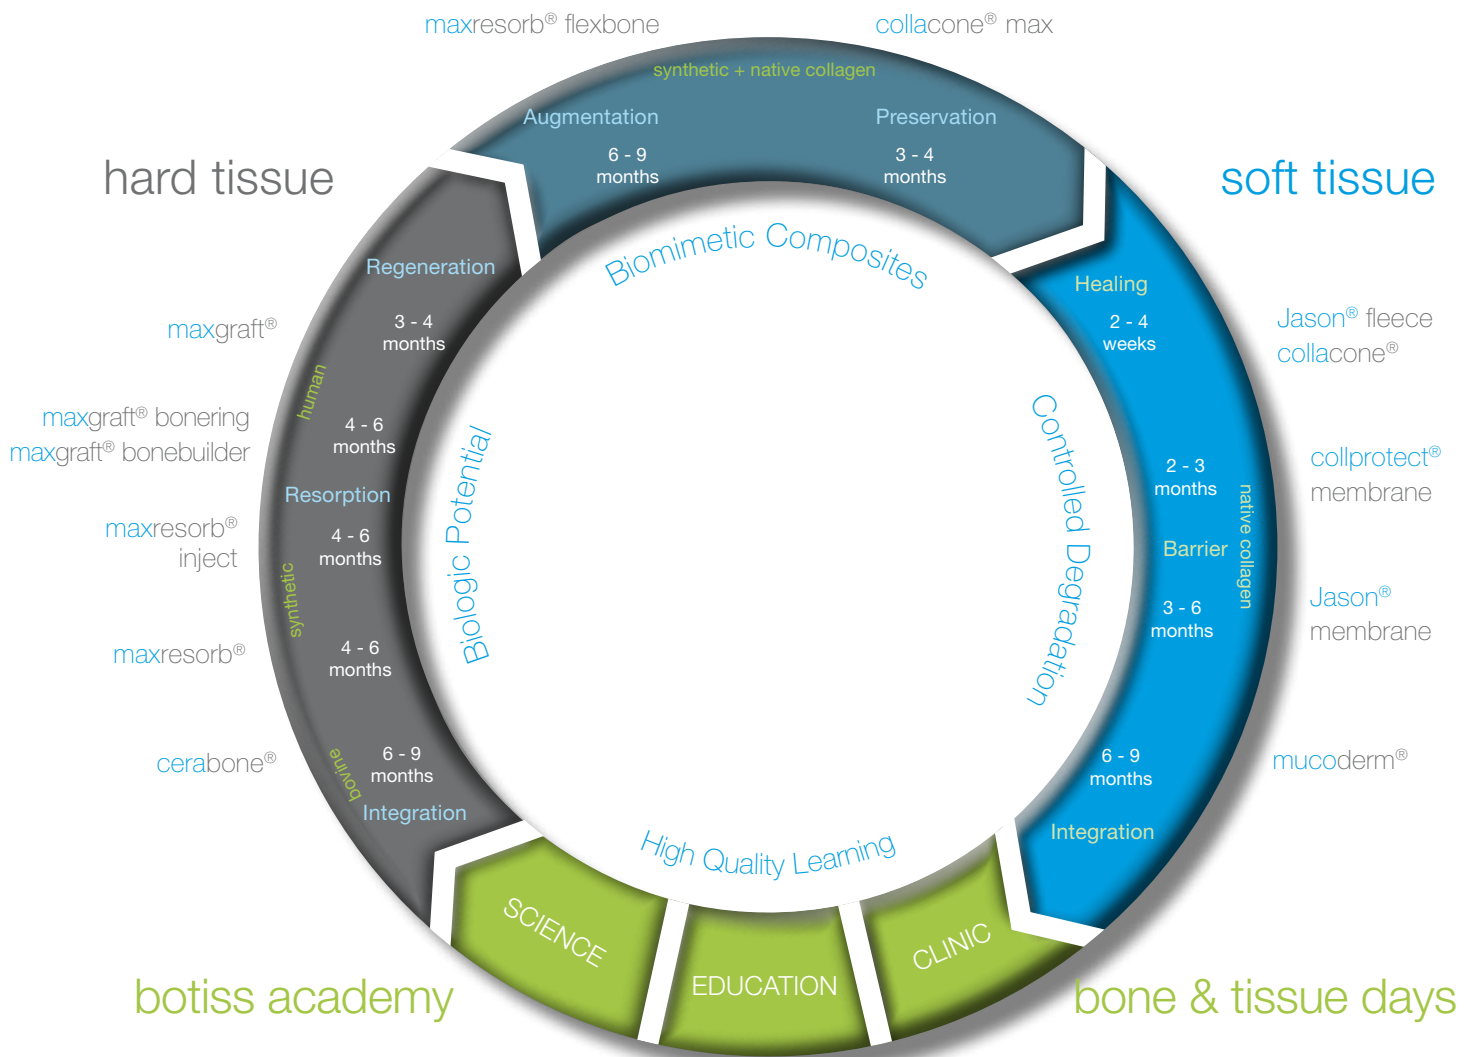 maxresorb® flexbone
collacone® max
synthetic + native collagen
Augmentation
6 - 9
months
Preservation
3 - 4
months
hard tissue
soft tissue
Biomimetic Composites
Regeneration
3 - 4
months
maxgraft®
human
maxgraft® bonering
maxgraft® bonebuilder
4 - 6
months
Resorption
maxresorb®
inject
4 - 6
months
synthetic
maxresorb®
4 - 6
months
cerabone®
bovine
6 - 9
months
Integration
Biologic Potential
Controlled Degradation
Healing
2 - 4
weeks
Jason® fleece
collacone®
2 - 3
months
collprotect®
membrane
native collagen
Barrier
3 - 6
months
Jason®
membrane
6 - 9
months
mucoderm®
Integration
High Quality Learning
SCIENCE
EDUCATION
CLINIC
botiss academy
bone & tissue days